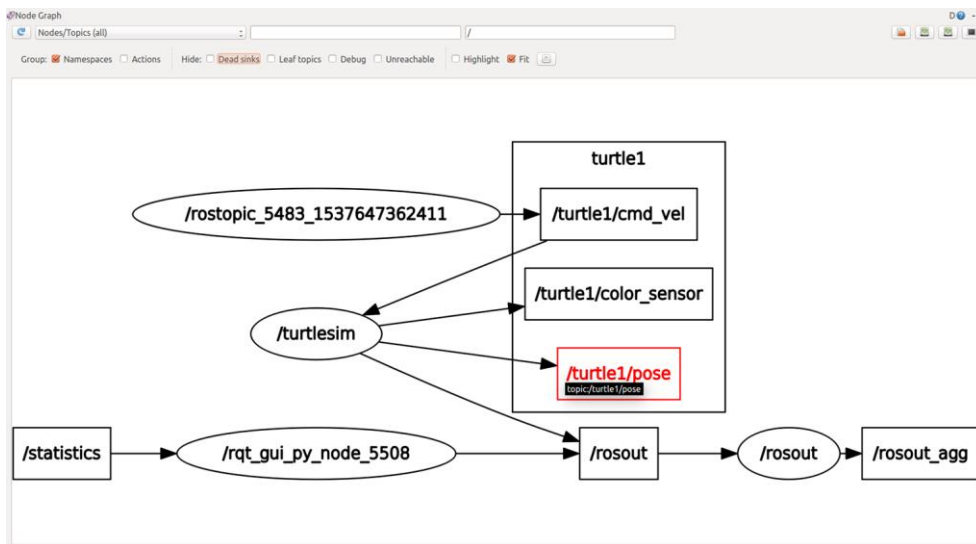 Node Graph
D
-
Nodes/Topics (all)
/
Group: Namespaces Actions Hide: Dead sinks Leaf topics Debug Unreachable Highlight Fit
turtle1
/rostopic_5483_1537647362411
/turtle1/cmd_vel
/turtle1/color_sensor
/turtlesim
/turtle1/pose
topic:/turtle1/pose
/statistics
/rqt_gui_py_node_5508
/rosout
/rosout
/rosout_agg